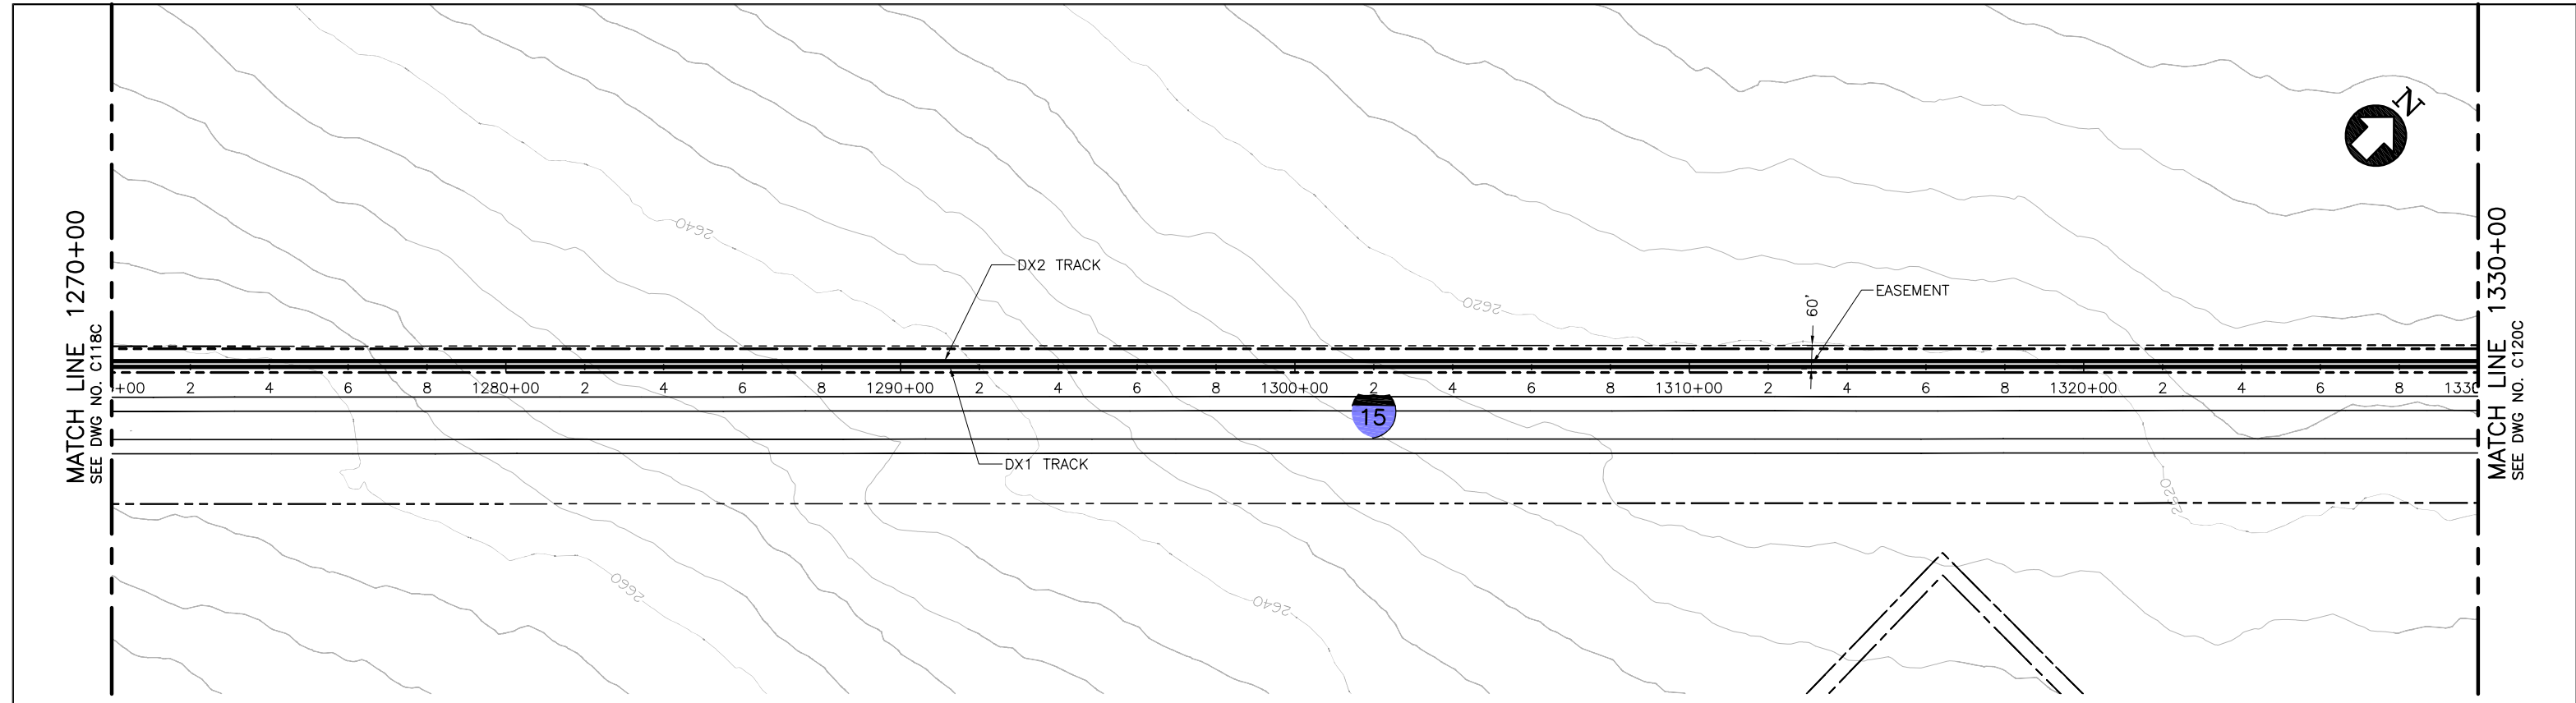 N
MATCH LINE 1270+00
SEE DWG NO. C118C
2640
DX2 TRACK
2620
60'
EASEMENT
MATCH LINE 1330+00
SEE DWG NO. C120C
+00 2 4 6 8 1280+00 2 4 6 8 1290+00 2 4 6 8 1300+00 2 4 6 8 1310+00 2 4 6 8 1320+00 2 4 6 8 1330
15
DX1 TRACK
2620
2660
2640